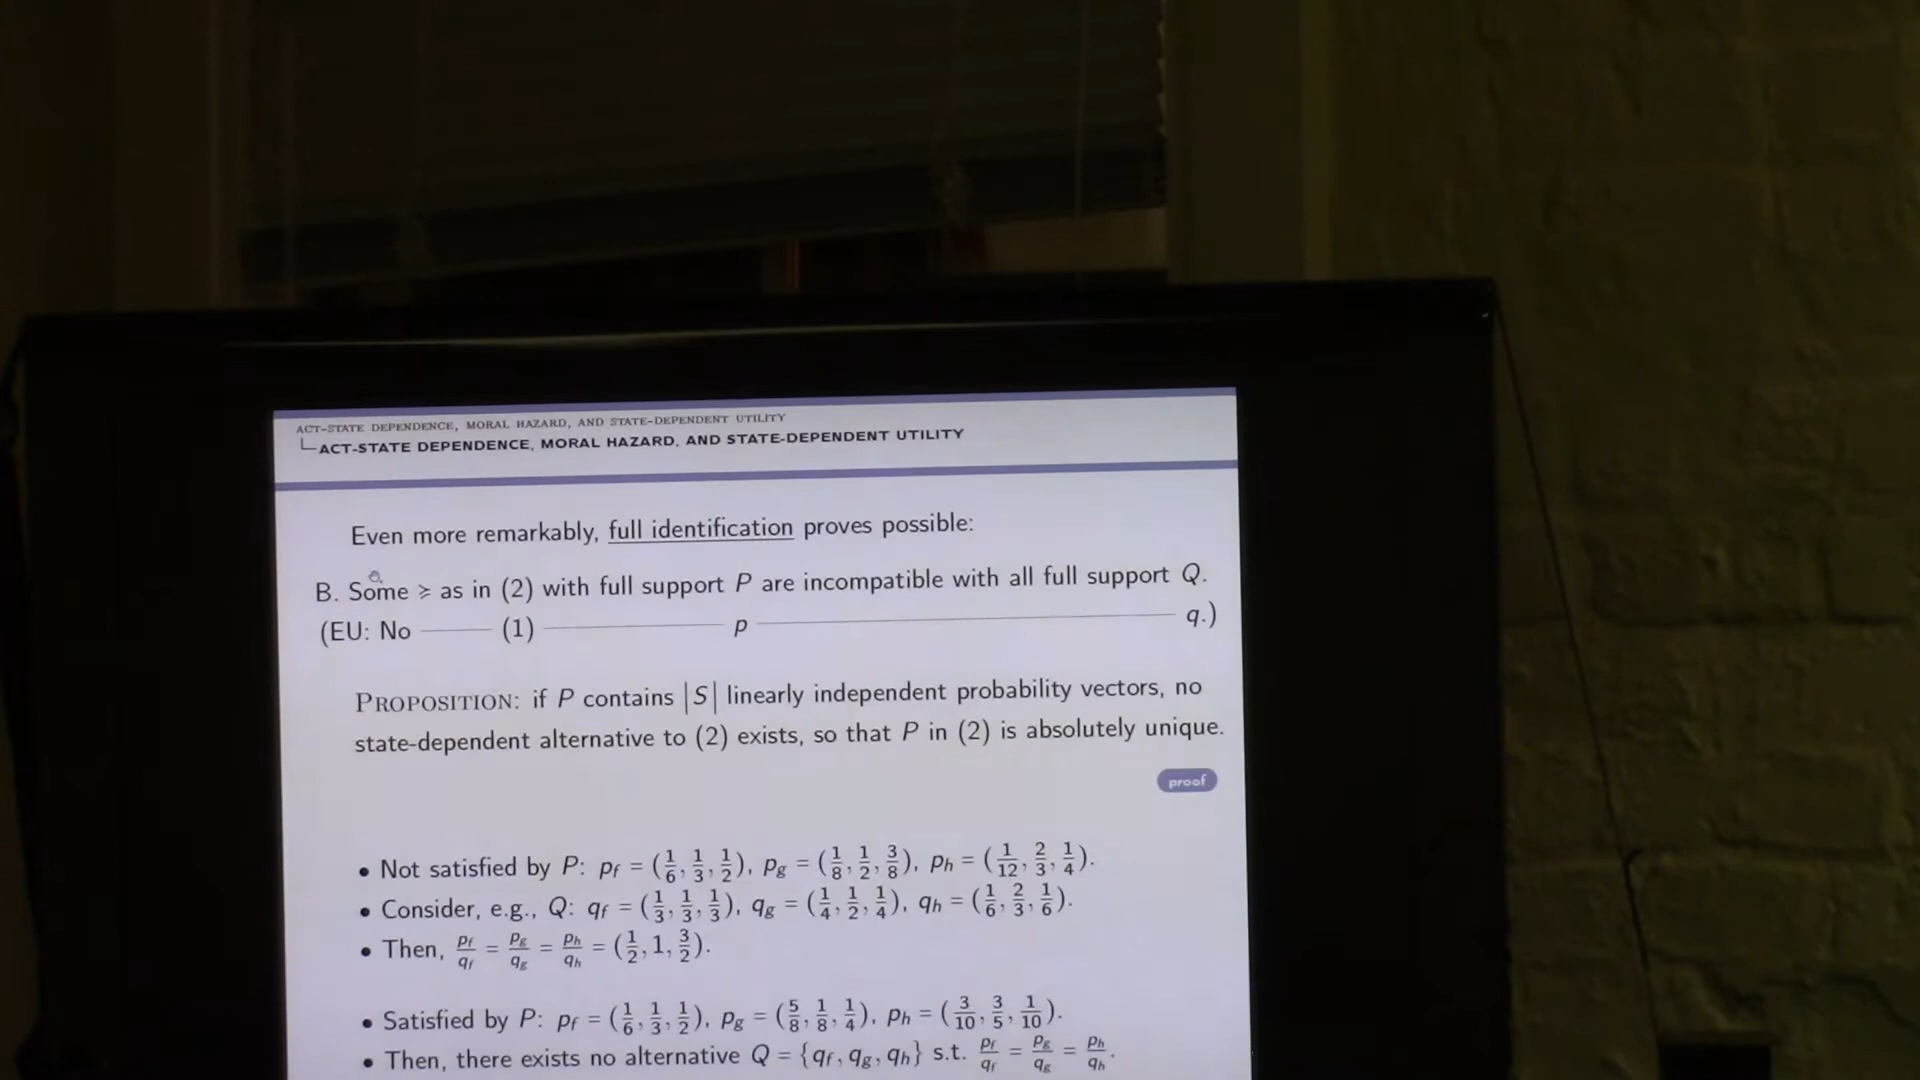 ACT-STATE DEPENDENCE, MORAL HAZARD, AND STATE-DEPENDENT UTILITY
ACT-STATE DEPENDENCE, MORAL HAZARD, AND STATE-DEPENDENT UTILITY
Even more remarkably, full identification proves possible:
B. Some ≽ as in (2) with full support P are incompatible with all full support Q.
(EU: No —— (1) —— p —— q.)
PROPOSITION: if P contains |S| linearly independent probability vectors, no
state-dependent alternative to (2) exists, so that P in (2) is absolutely unique.
proof
• Not satisfied by P: p_f = (1/6, 1/3, 1/2), p_g = (1/8, 1/2, 3/8), p_h = (1/12, 2/3, 1/4).
• Consider, e.g., Q: q_f = (1/3, 1/3, 1/3), q_g = (1/4, 1/2, 1/4), q_h = (1/6, 2/3, 1/6).
• Then, p_f/q_f = p_g/q_g = p_h/q_h = (1/2, 1, 3/2).
• Satisfied by P: p_f = (1/6, 1/3, 1/2), p_g = (5/8, 1/8, 1/4), p_h = (3/10, 3/5, 1/10).
• Then, there exists no alternative Q = {q_f, q_g, q_h} s.t. p_f/q_f = p_g/q_g = p_h/q_h.